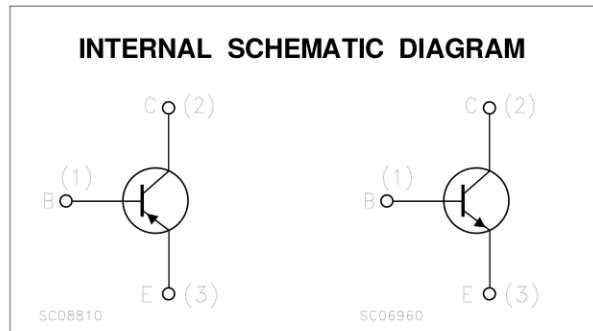 INTERNAL SCHEMATIC DIAGRAM
C (2)
(1)
B
E (3)
SC08810
C (2)
(1)
B
E (3)
SC06960